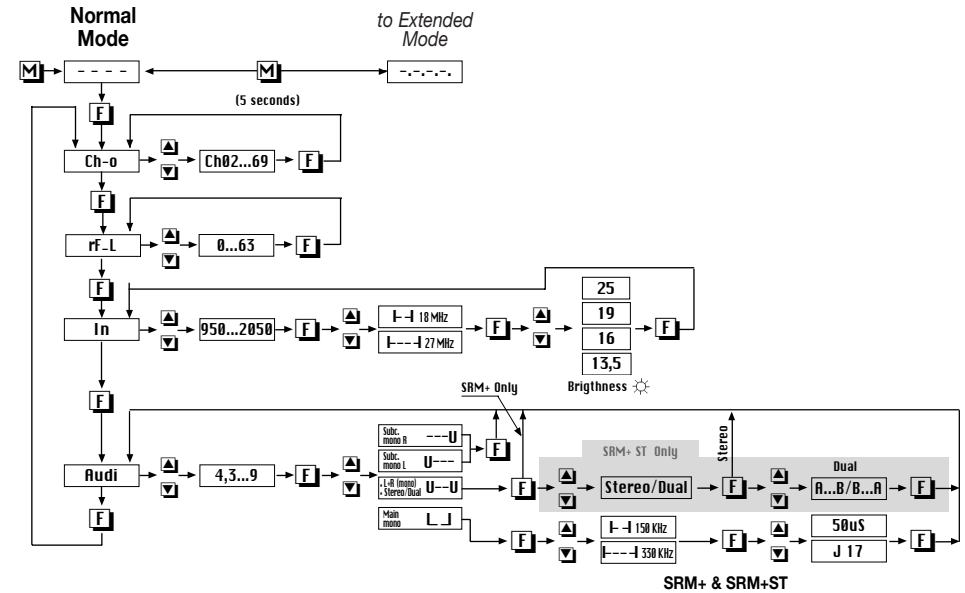 Normal
Mode
to Extended
Mode
M
- - - -
M
-.-.-.-.
F
(5 seconds)
Ch-o
Ch02...69
F
F
rF_L
0...63
F
F
In
950...2050
F
18 MHz
27 MHz
F
25
19
16
13,5
F
Brigthness
F
SRM+ Only
Audi
4,3...9
F
Subc.
mono R ---U
Subc.
mono L U---
F
• L+R (mono)
• Stereo/Dual U--U
Main
mono
F
SRM+ ST Only
Stereo/Dual
F
Stereo
Dual
A...B/B...A
F
F
F
150 KHz
330 KHz
F
50uS
J 17
F
SRM+ & SRM+ST